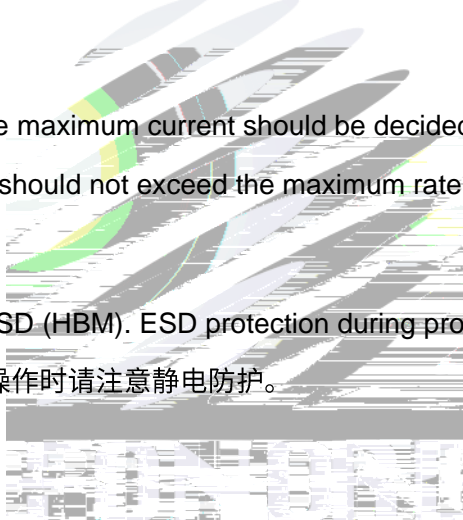 e maximum current should be decided
should not exceed the maximum rate
SD (HBM). ESD protection during pro
操作时请注意静电防护。